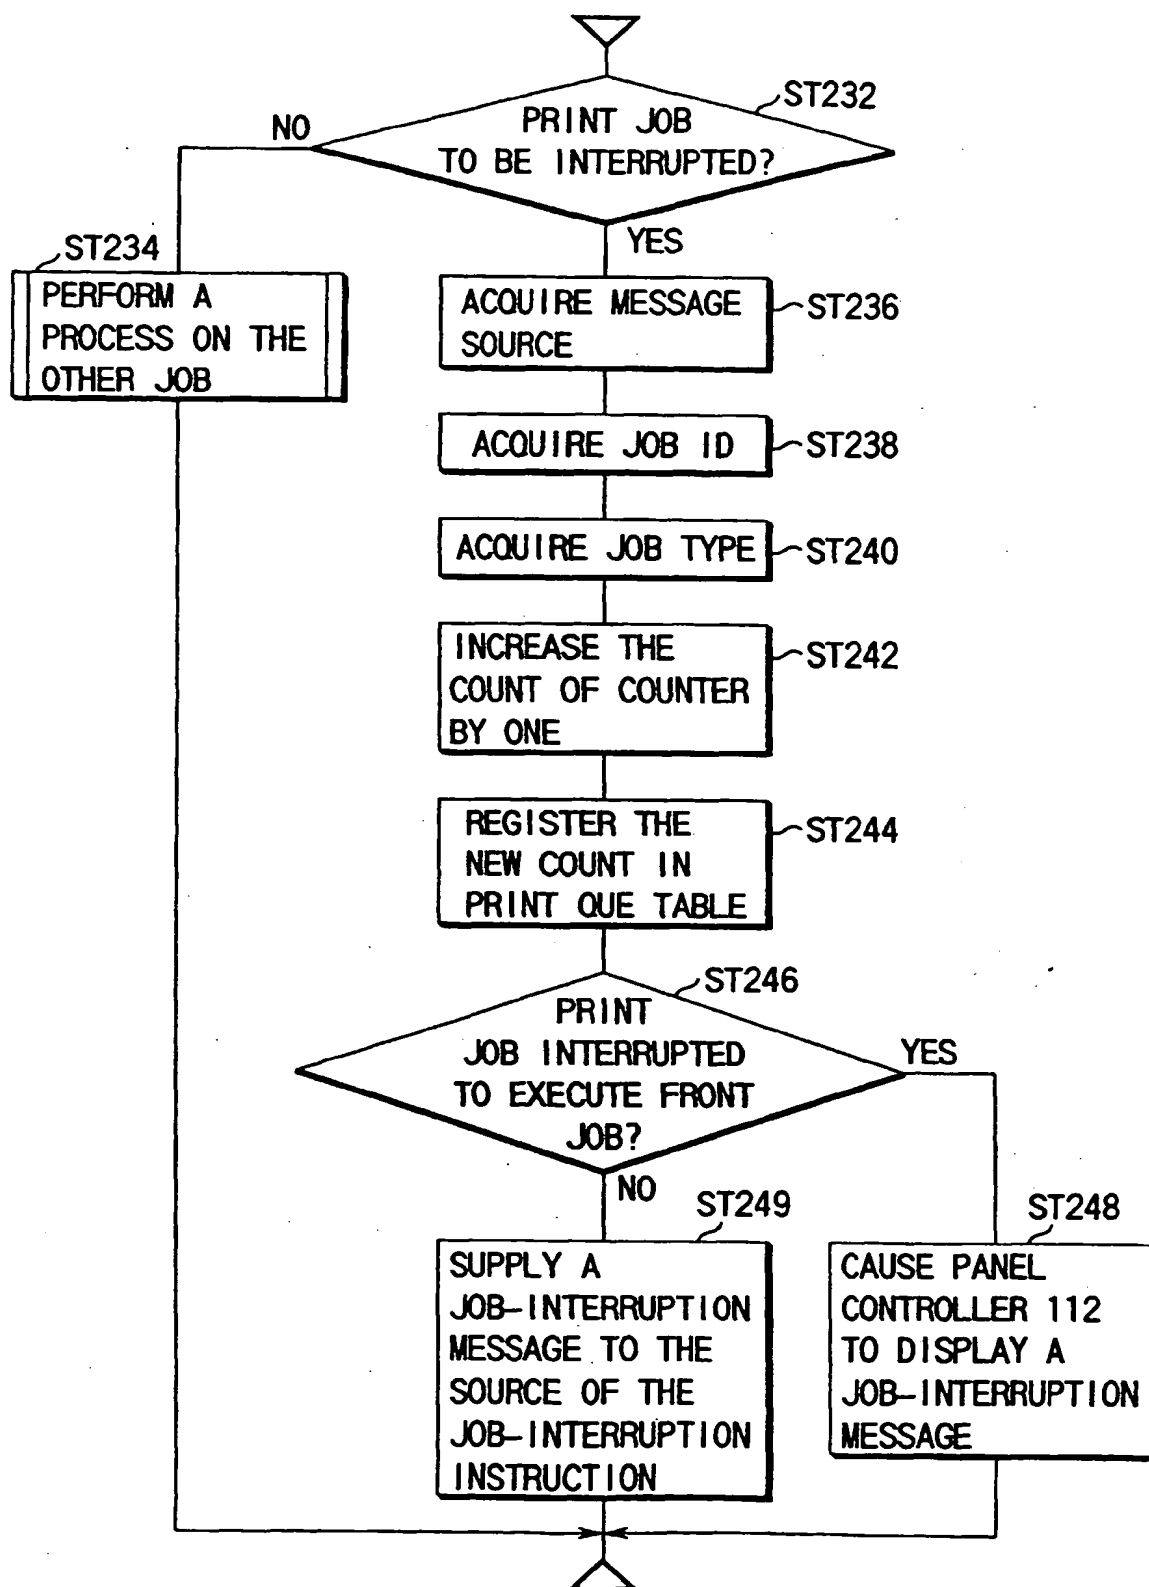 ST232
PRINT JOB
TO BE INTERRUPTED?
NO
YES
ST234
PERFORM A
PROCESS ON THE
OTHER JOB
ACQUIRE MESSAGE
SOURCE
ST236
ACQUIRE JOB ID
ST238
ACQUIRE JOB TYPE
ST240
INCREASE THE
COUNT OF COUNTER
BY ONE
ST242
REGISTER THE
NEW COUNT IN
PRINT QUE TABLE
ST244
ST246
PRINT
JOB INTERRUPTED
TO EXECUTE FRONT
JOB?
YES
NO
ST249
SUPPLY A
JOB-INTERRUPTION
MESSAGE TO THE
SOURCE OF THE
JOB-INTERRUPTION
INSTRUCTION
ST248
CAUSE PANEL
CONTROLLER 112
TO DISPLAY A
JOB-INTERRUPTION
MESSAGE